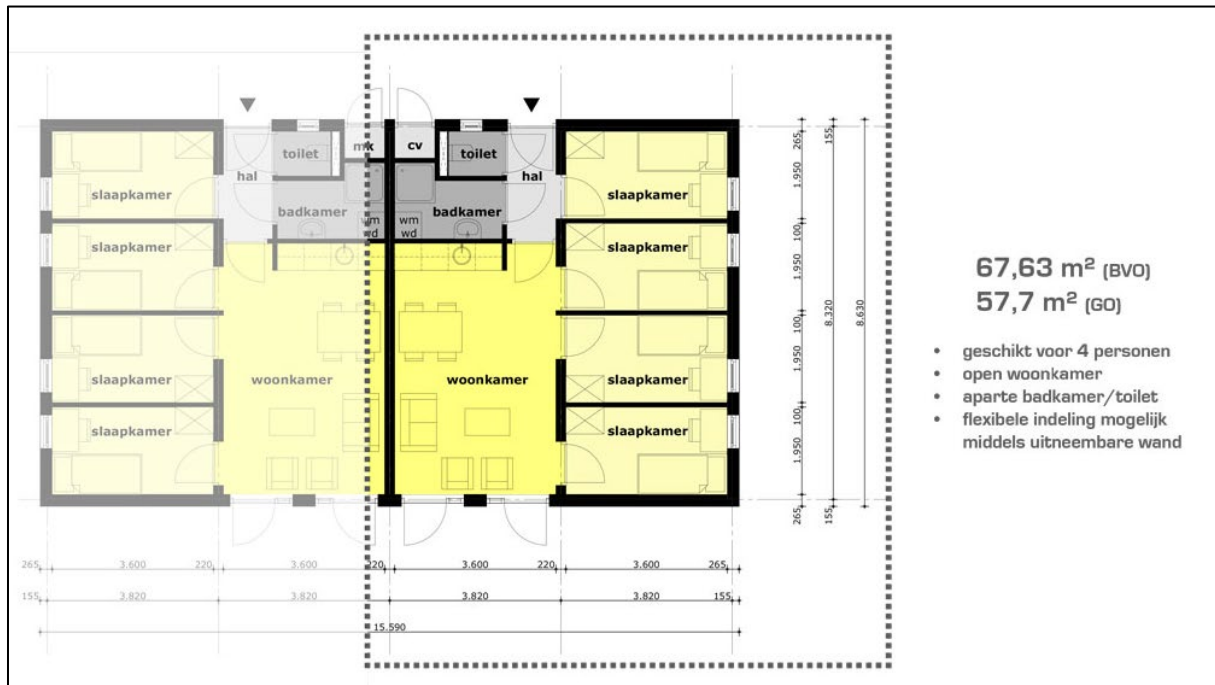 toilet
mk
cv
toilet
hal
hal
slaapkamer
badkamer
badkamer
slaapkamer
wm
wd
wm
wd
slaapkamer
slaapkamer
slaapkamer
woonkamer
woonkamer
slaapkamer
slaapkamer
slaapkamer
265
1.950
100
1.950
100
1.950
100
1.950
265
155
8.320
155
8.630
67,63 m² (BVO)
57,7 m² (GO)
• geschikt voor 4 personen
• open woonkamer
• aparte badkamer/toilet
• flexibele indeling mogelijk
middels uitneembare wand
265 3.600 220 3.600 220 3.600 220 3.600 265
155 3.820 3.820 3.820 3.820 155
15.590